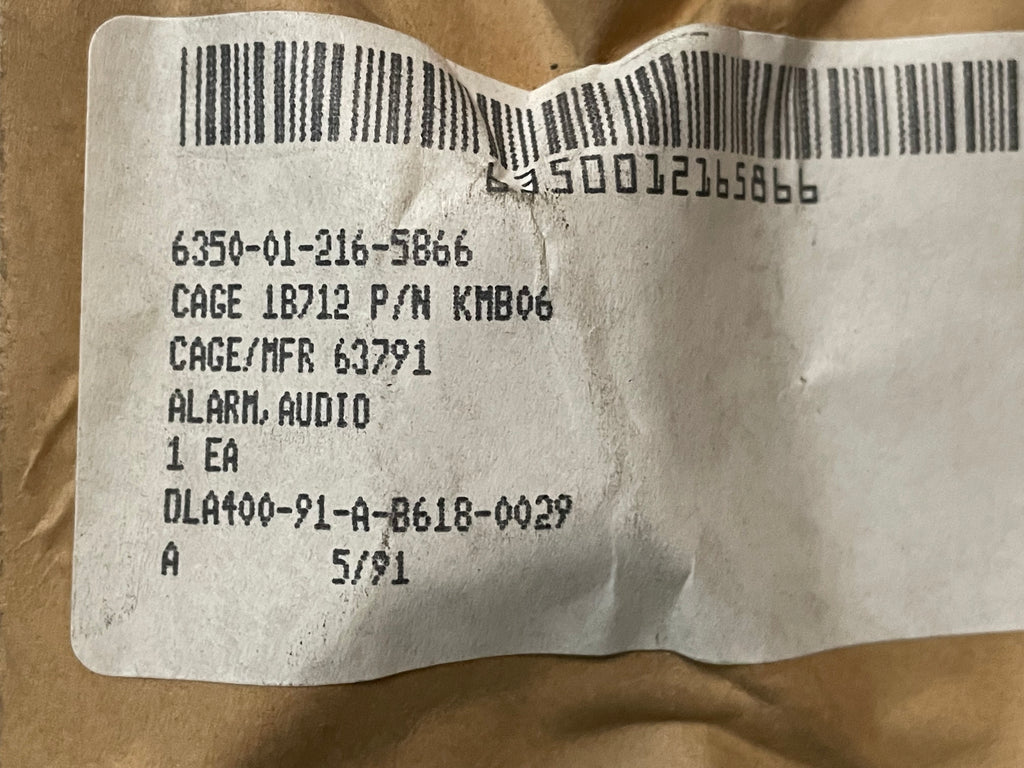 6350012165866
6350-01-216-5866
CAGE 1B712 P/N KMB06
CAGE/MFR 63791
ALARM, AUDIO
1 EA
DLA400-91-A-B618-0029
A 5/91